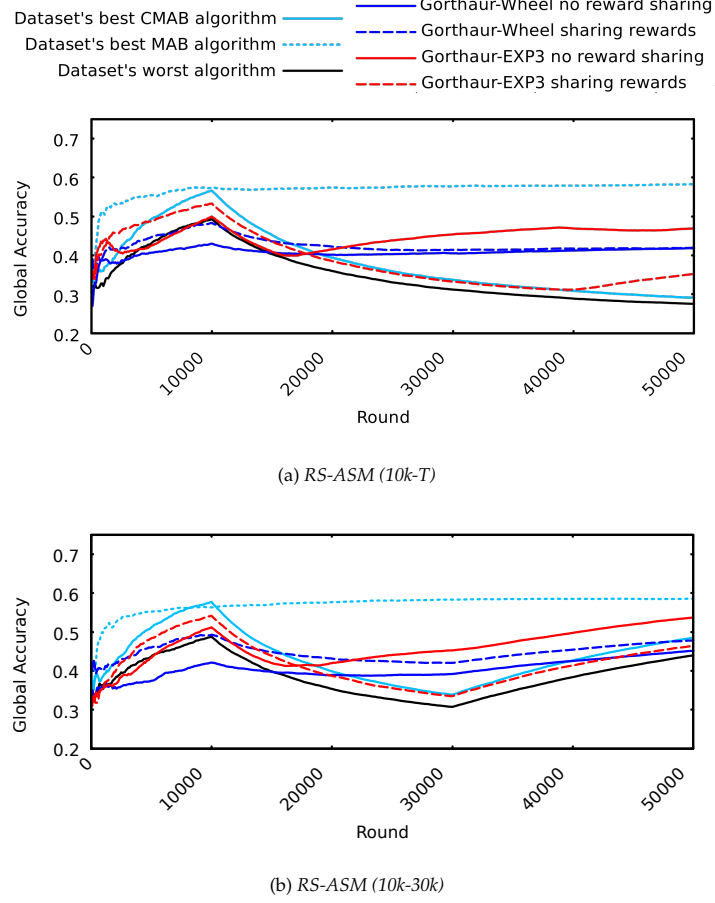 Dataset's best CMAB algorithm
Dataset's best MAB algorithm
Dataset's worst algorithm
Gorthaur-Wheel no reward sharing
Gorthaur-Wheel sharing rewards
Gorthaur-EXP3 no reward sharing
Gorthaur-EXP3 sharing rewards
0.7
0.6
0.5
0.4
0.3
0.2
Global Accuracy
0 10000 20000 30000 40000 50000
Round
(a) RS-ASM (10k-T)
0.7
0.6
0.5
0.4
0.3
0.2
Global Accuracy
0 10000 20000 30000 40000 50000
Round
(b) RS-ASM (10k-30k)